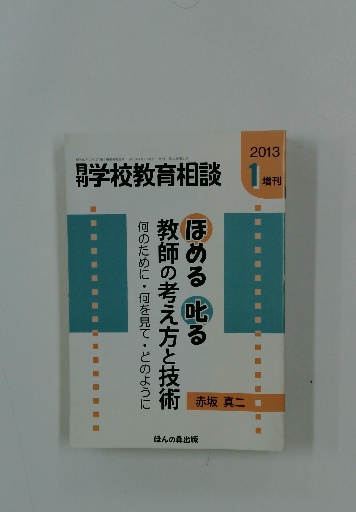 月刊学校教育相談
2013
1増刊
ほめる 叱る
教師の考え方と技術
何のために・何を見て・どのように
赤坂 真二
ほんの森出版